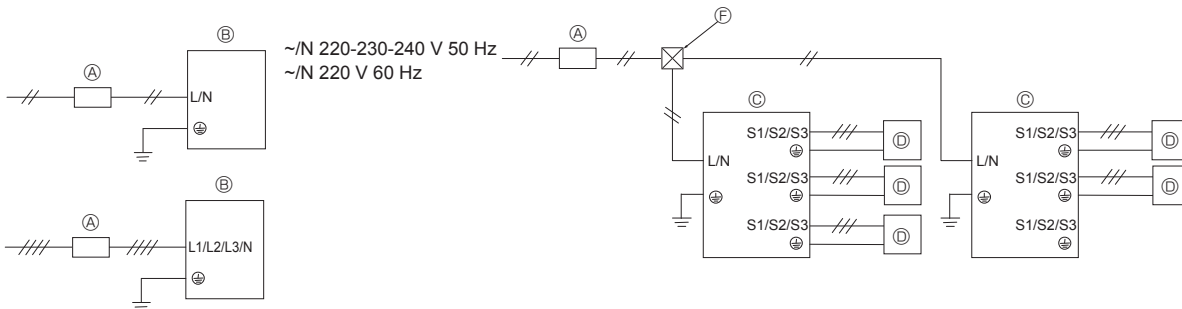 Ⓑ
Ⓐ
L/N
~/N 220-230-240 V 50 Hz
~/N 220 V 60 Hz
Ⓑ
Ⓐ
L1/L2/L3/N
Ⓐ
Ⓕ
Ⓒ
S1/S2/S3
Ⓓ
L/N
S1/S2/S3
Ⓓ
S1/S2/S3
Ⓓ
Ⓒ
S1/S2/S3
Ⓓ
L/N
S1/S2/S3
Ⓓ
S1/S2/S3